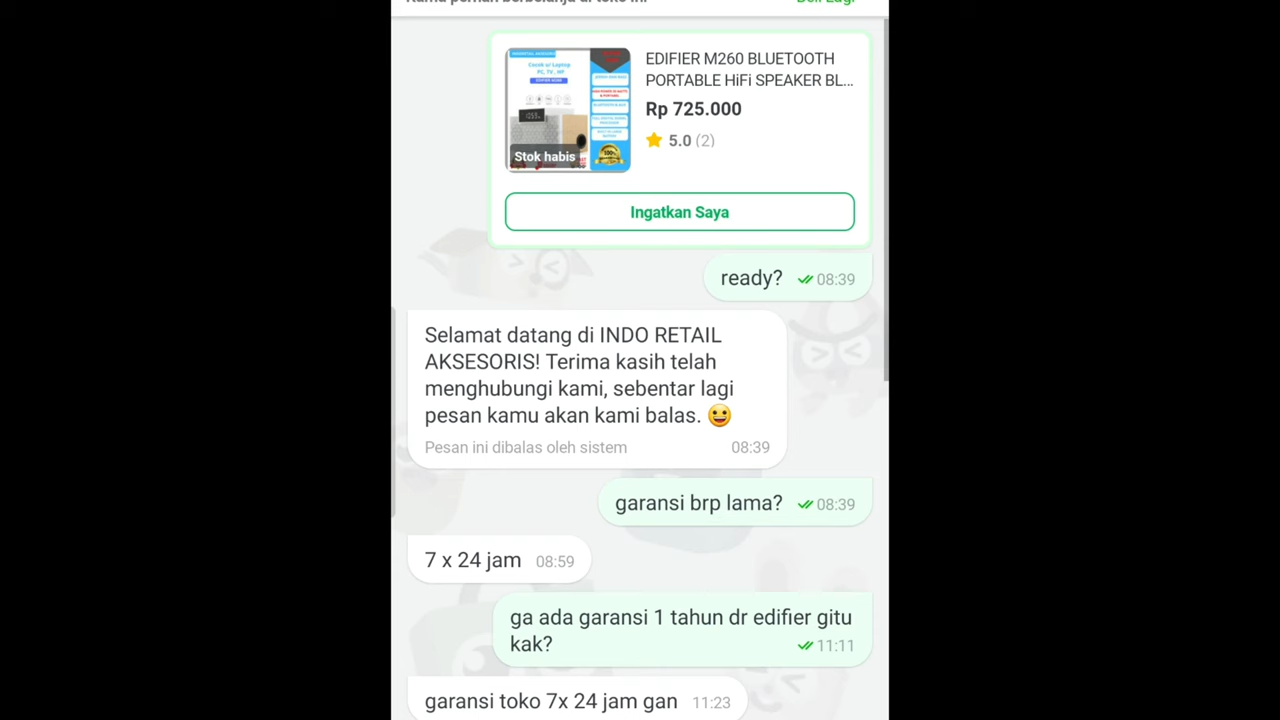 EDIFIER M260 BLUETOOTH
PORTABLE HiFi SPEAKER BL...
Rp 725.000
5.0 (2)
Stok habis
Ingatkan Saya
ready? 08:39
Selamat datang di INDO RETAIL
AKSESORIS! Terima kasih telah
menghubungi kami, sebentar lagi
pesan kamu akan kami balas. 😀
Pesan ini dibalas oleh sistem 08:39
garansi brp lama? 08:39
7 x 24 jam 08:59
ga ada garansi 1 tahun dr edifier gitu
kak? 11:11
garansi toko 7x 24 jam gan 11:23